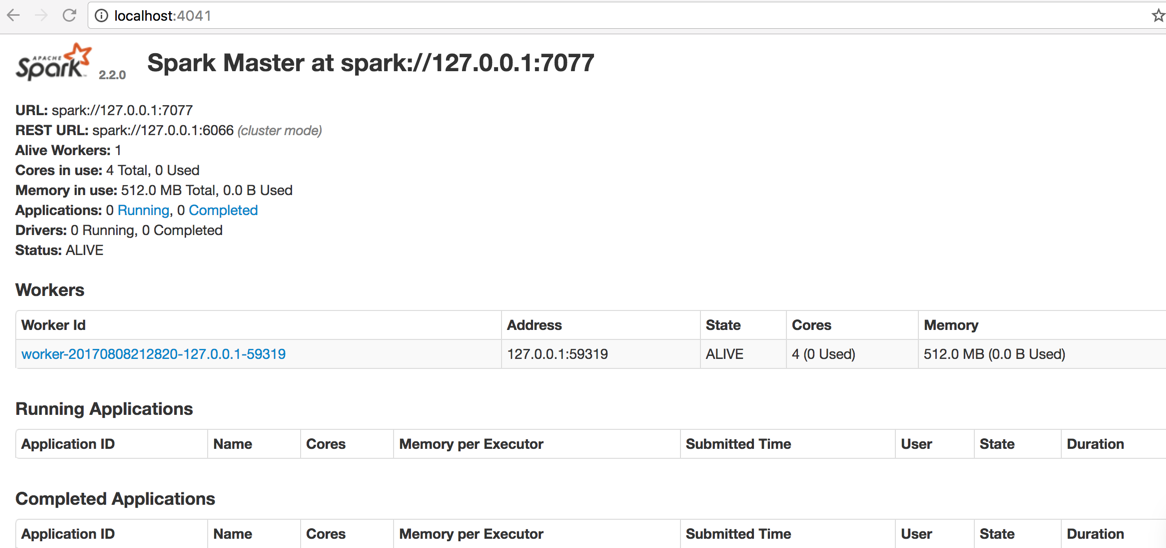 localhost:4041
APACHE
Spark 2.2.0 Spark Master at spark://127.0.0.1:7077
URL: spark://127.0.0.1:7077
REST URL: spark://127.0.0.1:6066 (cluster mode)
Alive Workers: 1
Cores in use: 4 Total, 0 Used
Memory in use: 512.0 MB Total, 0.0 B Used
Applications: 0 Running, 0 Completed
Drivers: 0 Running, 0 Completed
Status: ALIVE
Workers
Worker Id Address State Cores Memory
worker-20170808212820-127.0.0.1-59319 127.0.0.1:59319 ALIVE 4 (0 Used) 512.0 MB (0.0 B Used)
Running Applications
Application ID Name Cores Memory per Executor Submitted Time User State Duration
Completed Applications
Application ID Name Cores Memory per Executor Submitted Time User State Duration